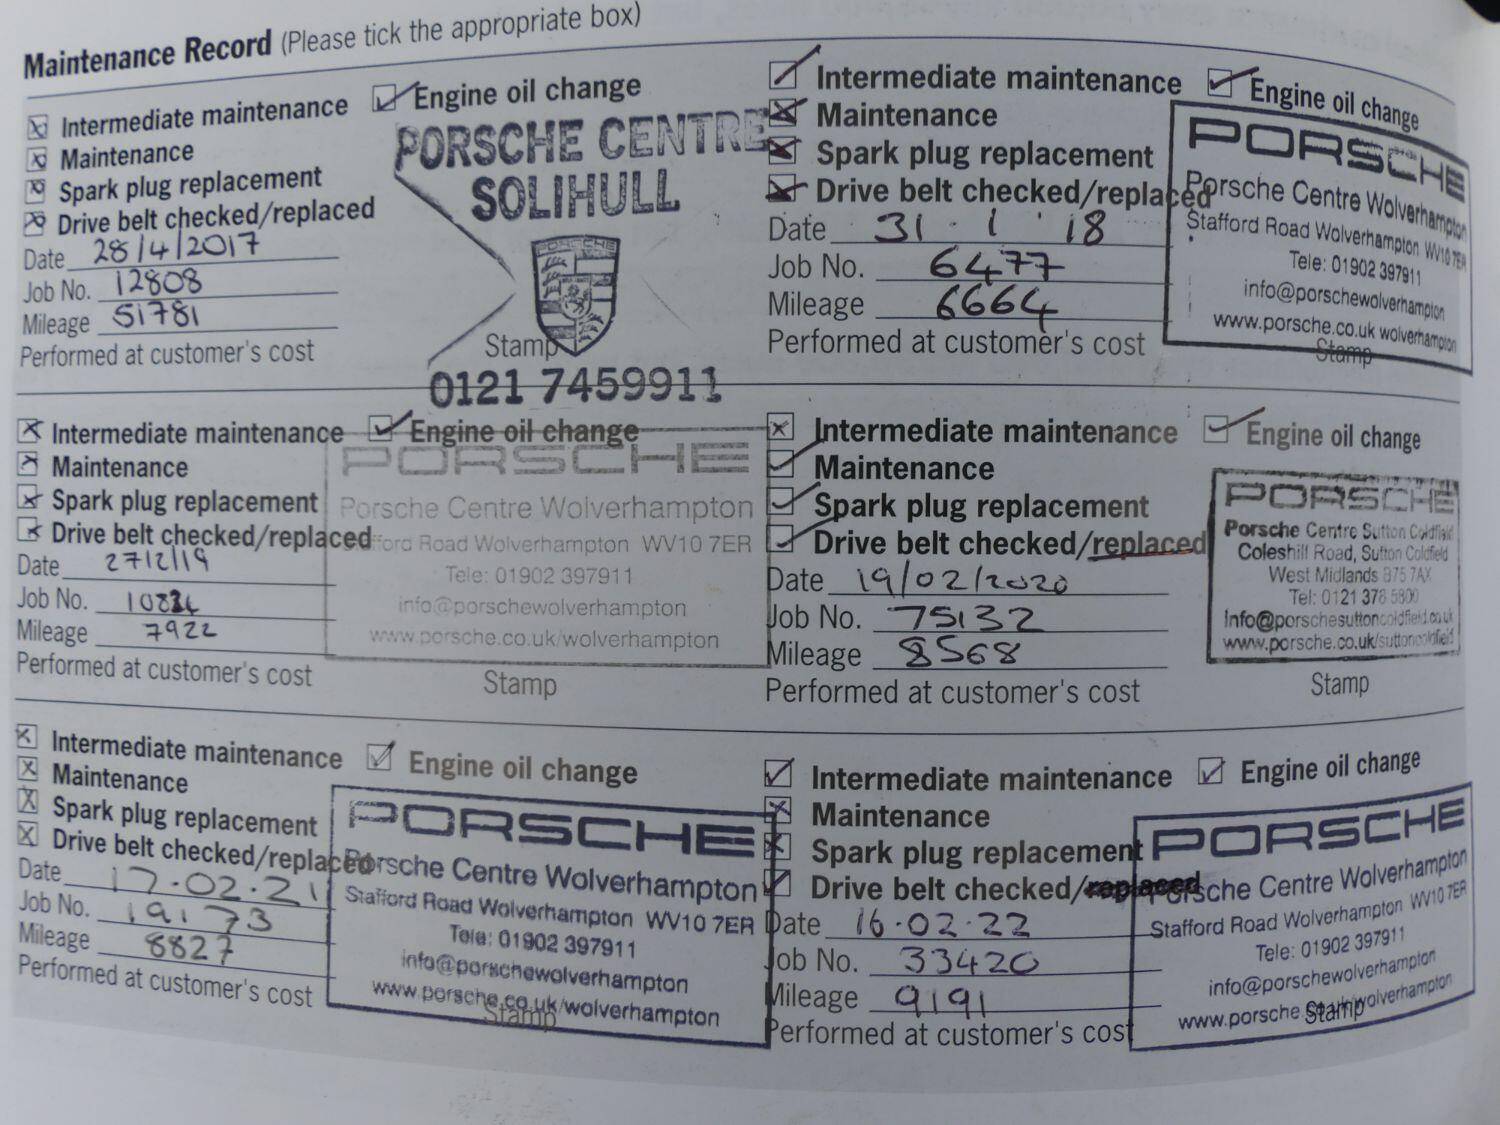 Maintenance Record (Please tick the appropriate box)
Intermediate maintenance
Engine oil change
Maintenance
Spark plug replacement
Drive belt checked/replaced
Date 28/4/2017
Job No. 12808
Mileage 51781
Performed at customer's cost
PORSCHE CENTRE
SOLIHULL
PORSCHE
Stamp
0121 7459911
Intermediate maintenance
Engine oil change
Maintenance
Spark plug replacement
Drive belt checked/replaced
Date 31·1·18
Job No. 6477
Mileage 6664
Performed at customer's cost
PORSCHE
Porsche Centre Wolverhampton
Stafford Road Wolverhampton WV10 7ER
Tele: 01902 397911
info@porschewolverhampton
www.porsche.co.uk wolverhampton
Stamp
Intermediate maintenance
Engine oil change
Maintenance
Spark plug replacement
Drive belt checked/replaced
Date 27/2/19
Job No.
Mileage 7922
Performed at customer's cost
PORSCHE
Porsche Centre Wolverhampton
Stafford Road Wolverhampton WV10 7ER
Tele: 01902 397911
info@porschewolverhampton
www.porsche.co.uk/wolverhampton
Stamp
Intermediate maintenance
Engine oil change
Maintenance
Spark plug replacement
Drive belt checked/replaced
Date 19/02/2020
Job No. 75132
Mileage 8568
Performed at customer's cost
PORSCHE
Porsche Centre Sutton Coldfield
Coleshill Road, Sutton Coldfield
West Midlands B75 7AX
Tel: 0121 378 5800
Info@porschesuttoncoldfield.co.uk
www.porsche.co.uk/suttoncoldfield
Stamp
Intermediate maintenance
Engine oil change
Maintenance
Spark plug replacement
Drive belt checked/replaced
Date 17·02·21
Job No. 19173
Mileage 8827
Performed at customer's cost
PORSCHE
Porsche Centre Wolverhampton
Stafford Road Wolverhampton WV10 7ER
Tele: 01902 397911
info@porschewolverhampton
www.porsche.co.uk/wolverhampton
Stamp
Intermediate maintenance
Engine oil change
Maintenance
Spark plug replacement
Drive belt checked/replaced
Date 16·02·22
Job No. 33420
Mileage 9191
Performed at customer's cost
PORSCHE
Porsche Centre Wolverhampton
Stafford Road Wolverhampton WV10 7ER
Tele: 01902 397911
info@porschewolverhampton
www.porsche.co.uk/wolverhampton
Stamp